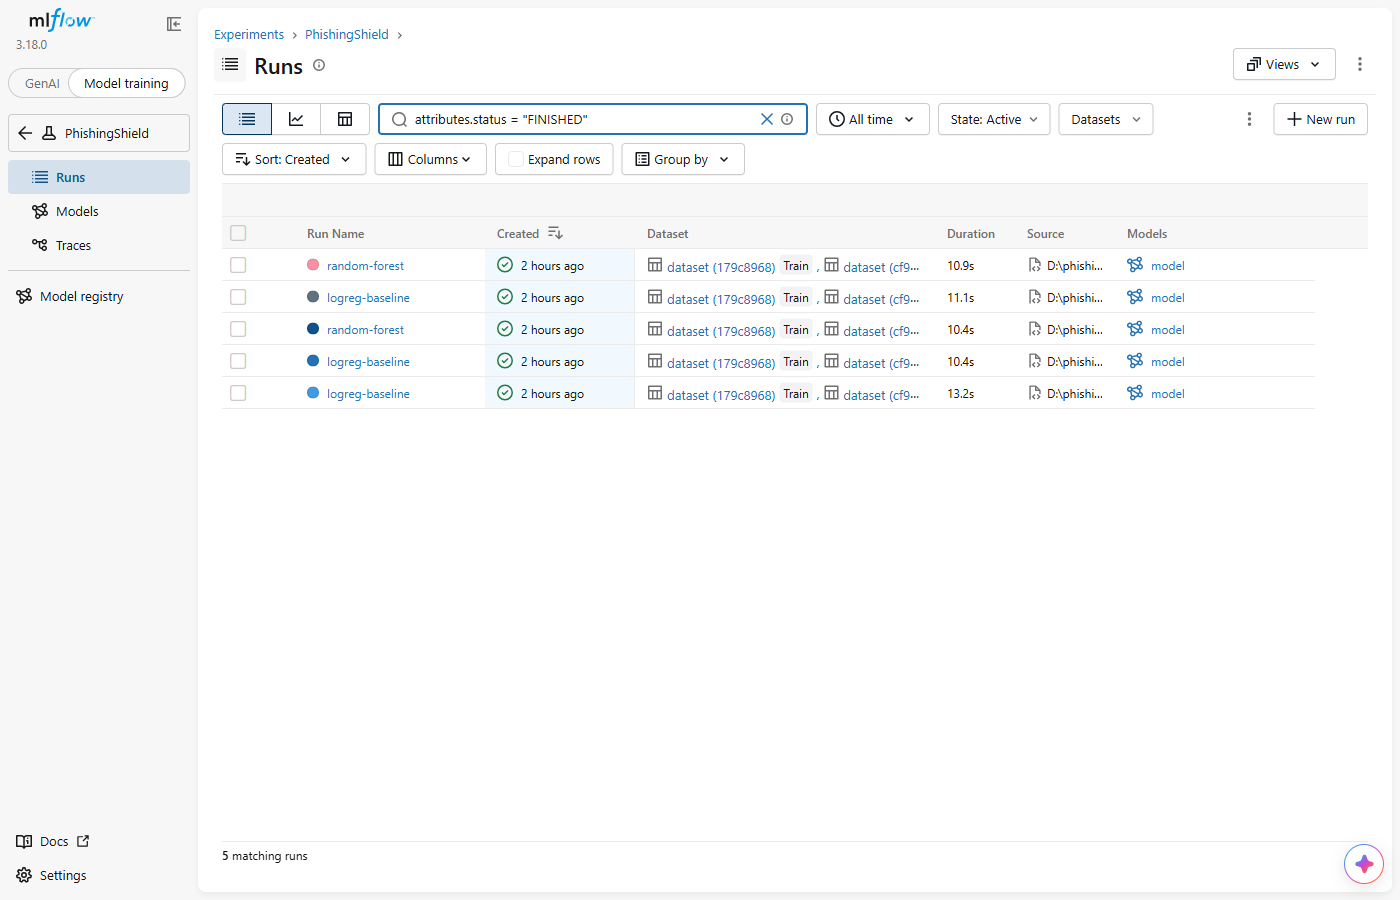 mlflow
3.18.0
GenAI Model training
PhishingShield
Runs
Models
Traces
Model registry
Docs
Settings
Experiments > PhishingShield >
Runs
Views
attributes.status = "FINISHED"
All time
State: Active
Datasets
New run
Sort: Created
Columns
Expand rows
Group by
Run Name Created Dataset Duration Source Models
random-forest 2 hours ago dataset (179c8968) Train , dataset (cf9... 10.9s D:\phishi... model
logreg-baseline 2 hours ago dataset (179c8968) Train , dataset (cf9... 11.1s D:\phishi... model
random-forest 2 hours ago dataset (179c8968) Train , dataset (cf9... 10.4s D:\phishi... model
logreg-baseline 2 hours ago dataset (179c8968) Train , dataset (cf9... 10.4s D:\phishi... model
logreg-baseline 2 hours ago dataset (179c8968) Train , dataset (cf9... 13.2s D:\phishi... model
5 matching runs